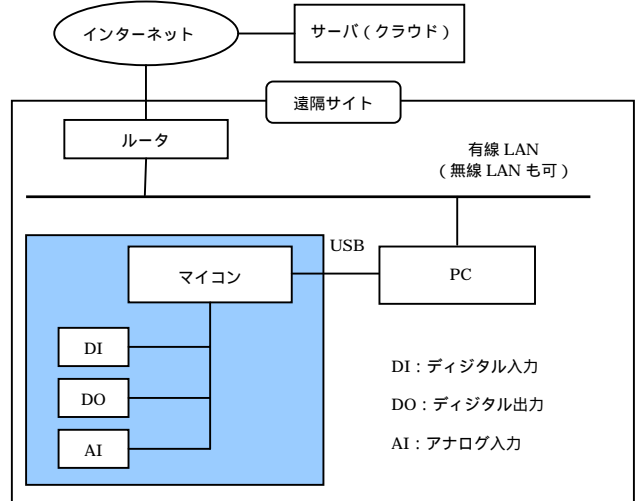 インターネット
サーバ(クラウド)
遠隔サイト
ルータ
有線 LAN
(無線 LAN も可)
USB
マイコン
PC
DI
DO
AI
DI:ディジタル入力
DO:ディジタル出力
AI:アナログ入力